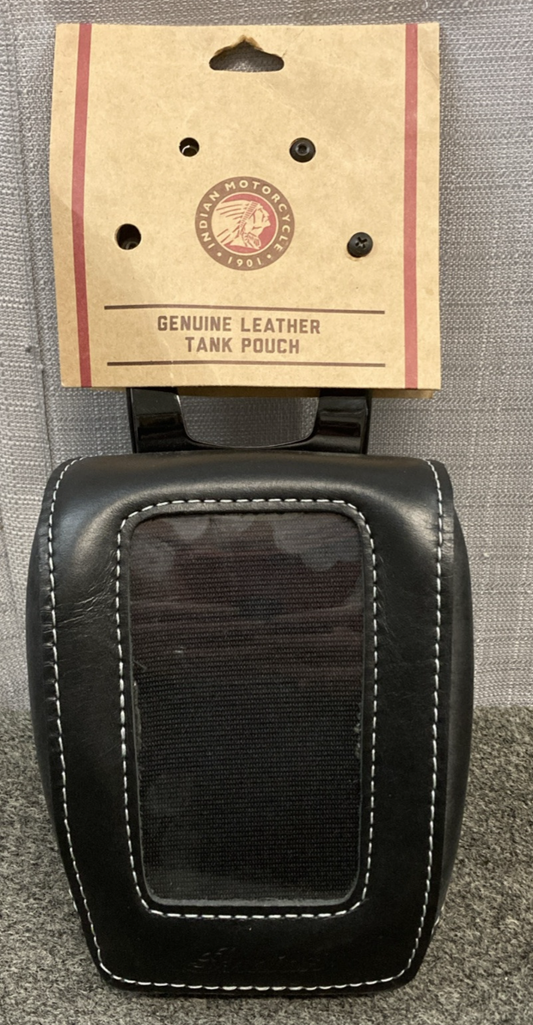 INDIAN MOTORCYCLE
• 1901 •
GENUINE LEATHER
TANK POUCH